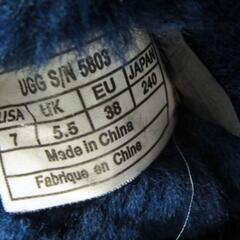 UGG S/N 5803
USA UK EU JAPAN
7 5.5 38 240
Made in China
Fabrique en Chine